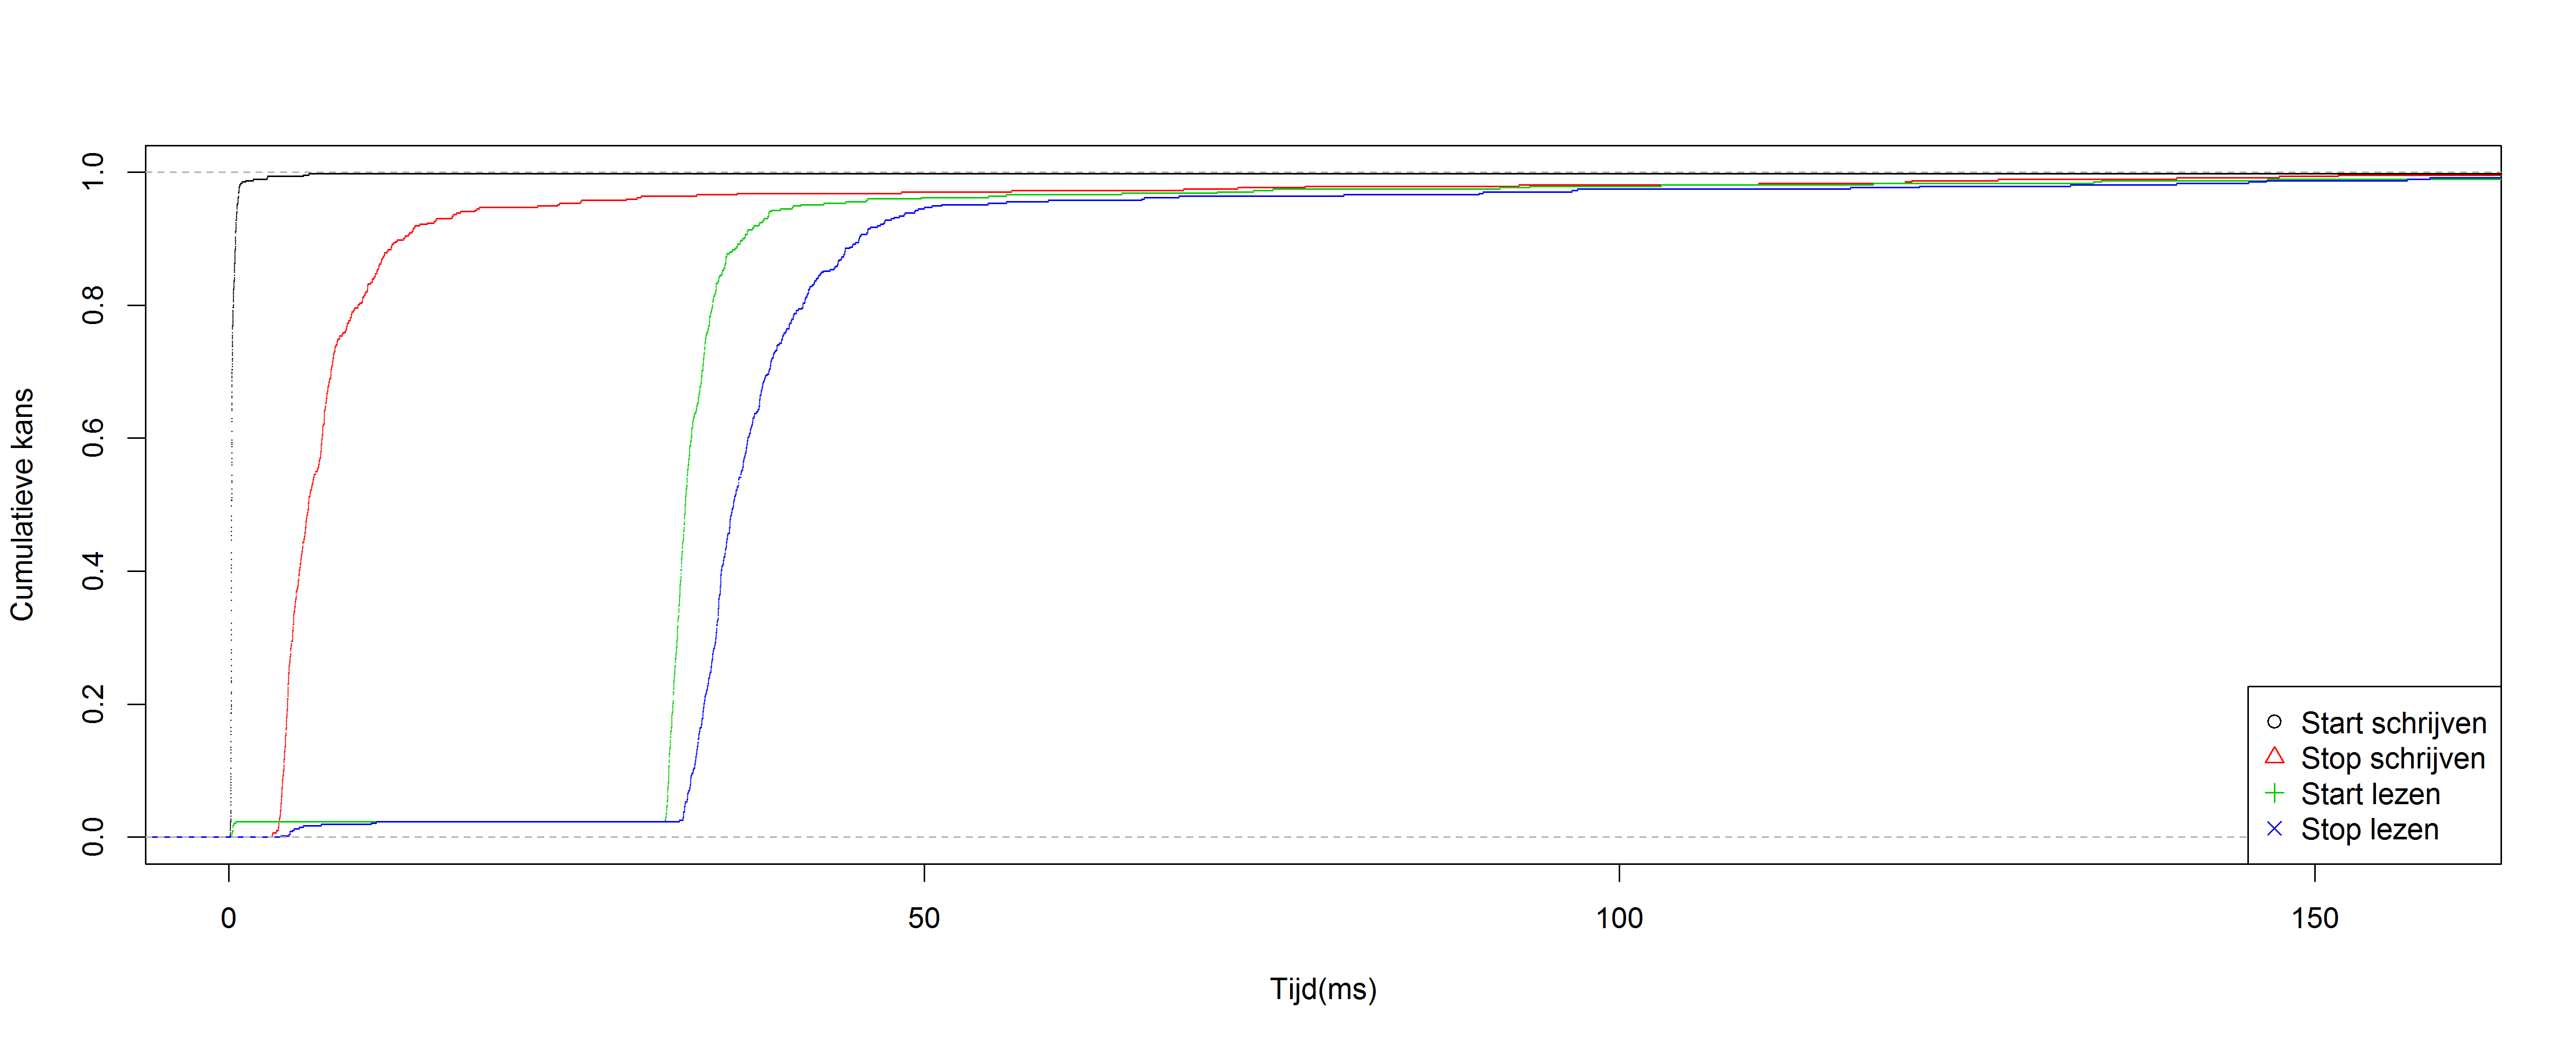 Cumulatieve kans
1.0
0.8
0.6
0.4
0.2
0.0
Start schrijven
Stop schrijven
Start lezen
Stop lezen
0 50 100 150
Tijd(ms)